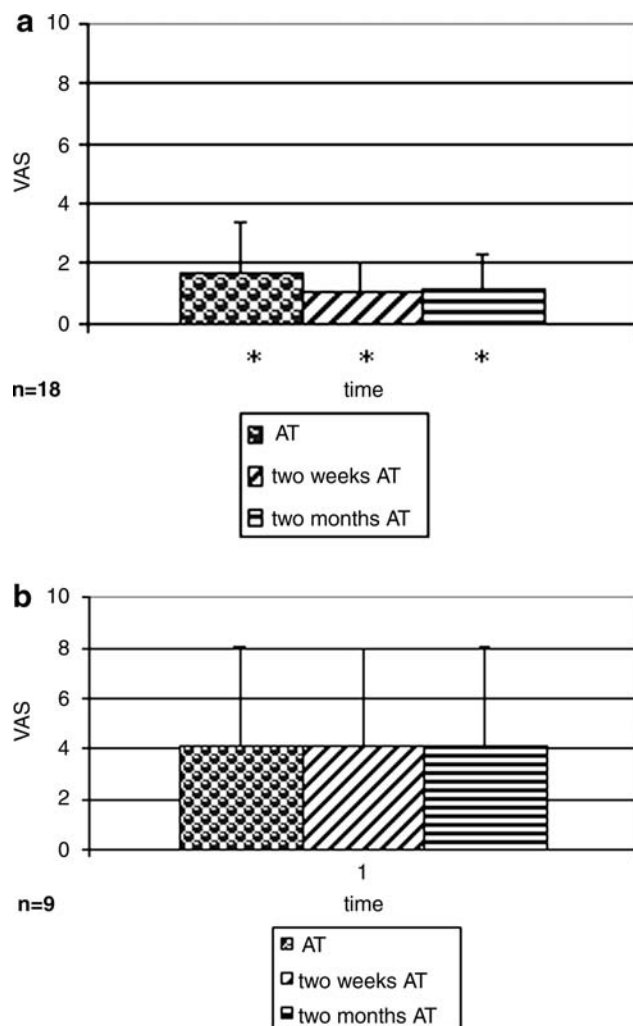 a
10
8
6
4
2
0
VAS
* * *
n=18
time
AT
two weeks AT
two months AT
b
10
8
6
4
2
0
VAS
1
n=9
time
AT
two weeks AT
two months AT